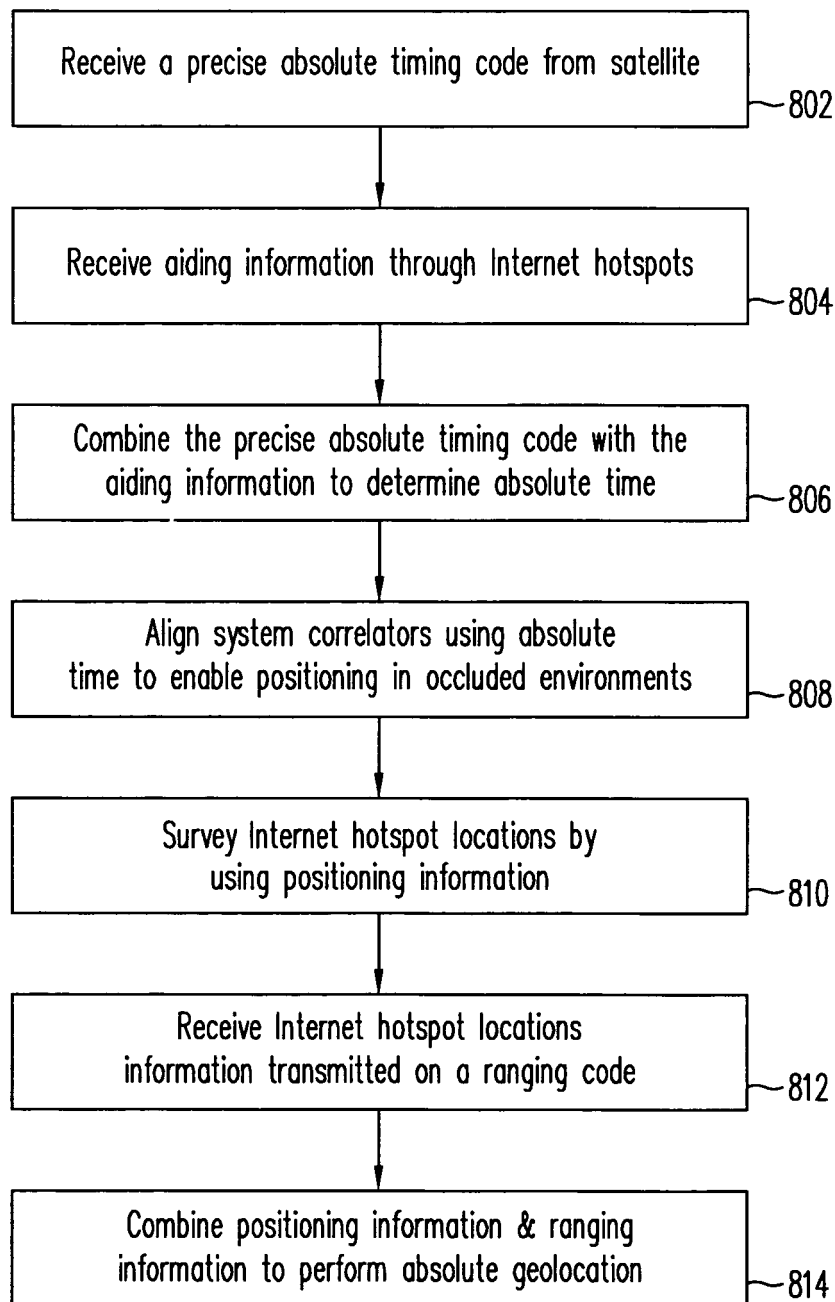 Receive a precise absolute timing code from satellite
802
Receive aiding information through Internet hotspots
804
Combine the precise absolute timing code with the
aiding information to determine absolute time
806
Align system correlators using absolute
time to enable positioning in occluded environments
808
Survey Internet hotspot locations by
using positioning information
810
Receive Internet hotspot locations
information transmitted on a ranging code
812
Combine positioning information & ranging
information to perform absolute geolocation
814